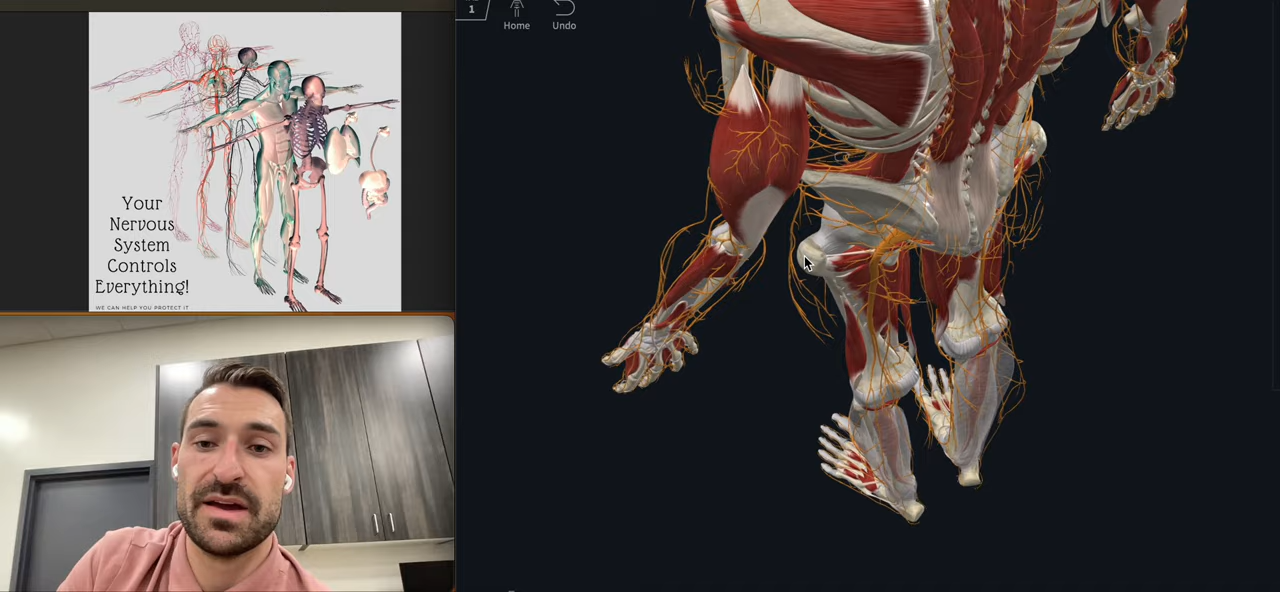 Your
Nervous
System
Controls
Everything!
WE CAN HELP YOU PROTECT IT
1
Home
Undo